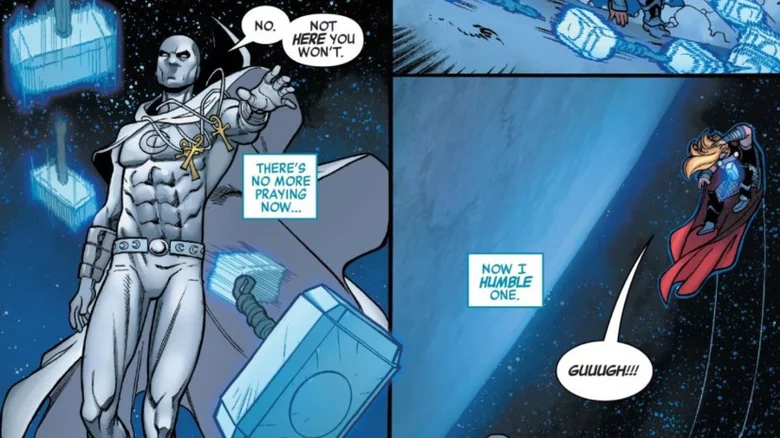 NO.
NOT
HERE YOU
WON'T.
THERE'S
NO MORE
PRAYING
NOW...
NOW I
HUMBLE
ONE.
GUUUGH!!!